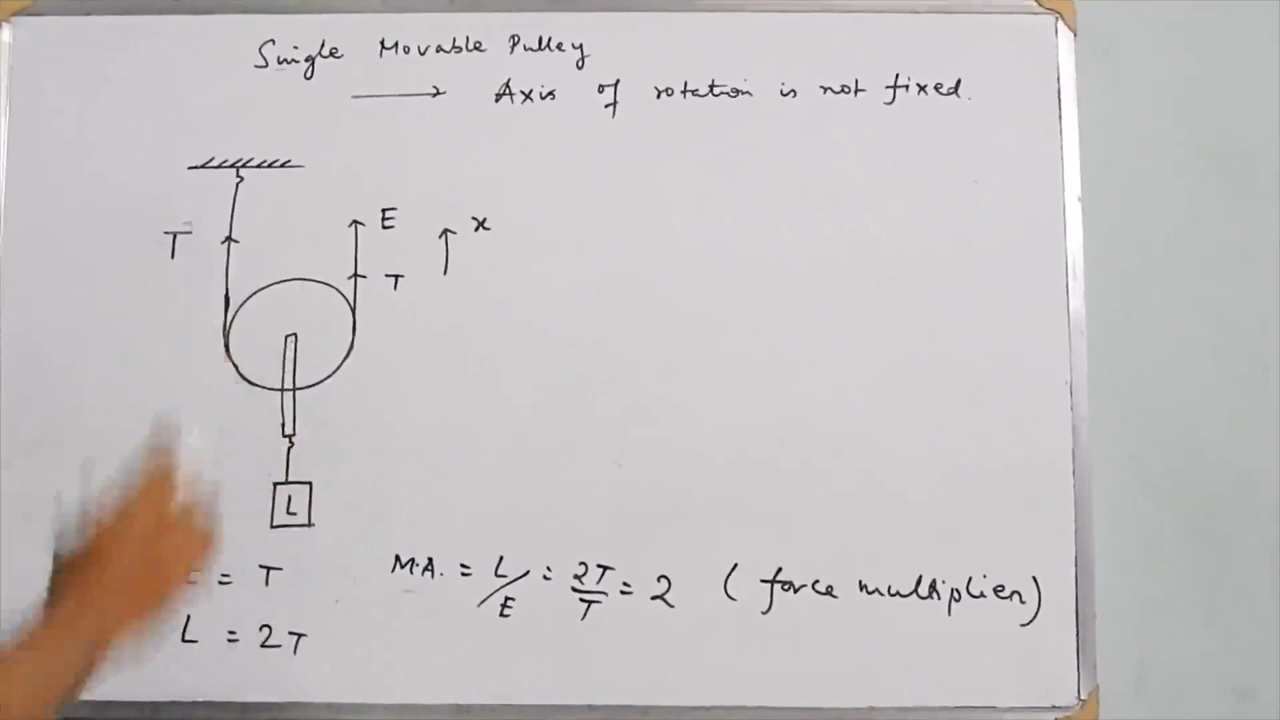 Single Movable Pulley
→ Axis of rotation is not fixed.
E
x
T
T
L
= T
M.A. = L/E = 2T/T = 2 (force multiplier)
L = 2T